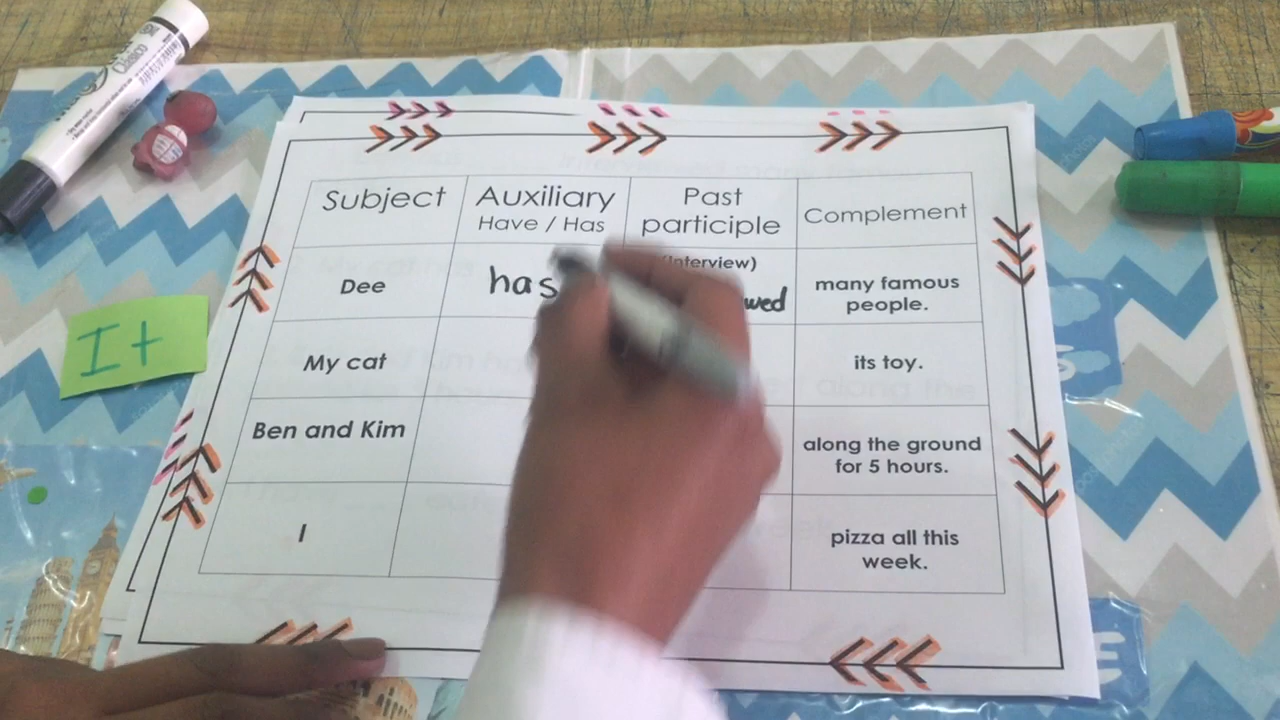 Subject
Auxiliary
Have / Has
Past
participle
Complement
Dee
has
(Interview)
wed
many famous
people.
My cat
its toy.
Ben and Kim
along the ground
for 5 hours.
I
pizza all this
week.
It